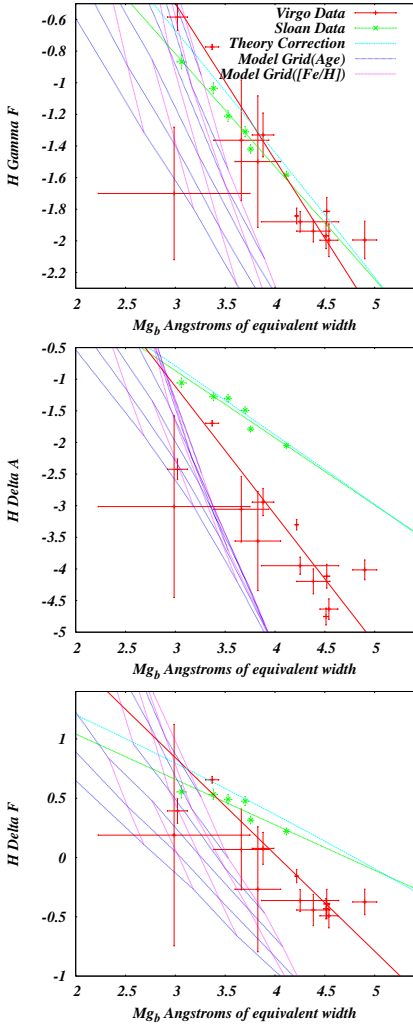 Virgo Data
Sloan Data
Theory Correction
Model Grid(Age)
Model Grid([Fe/H])
H Gamma F
-0.6
-0.8
-1
-1.2
-1.4
-1.6
-1.8
-2
-2.2
2 2.5 3 3.5 4 4.5 5
Mgb Angstroms of equivalent width
H Delta A
-0.5
-1
-1.5
-2
-2.5
-3
-3.5
-4
-4.5
-5
2 2.5 3 3.5 4 4.5 5
Mgb Angstroms of equivalent width
H Delta F
1
0.5
0
-0.5
-1
2 2.5 3 3.5 4 4.5 5
Mgb Angstroms of equivalent width